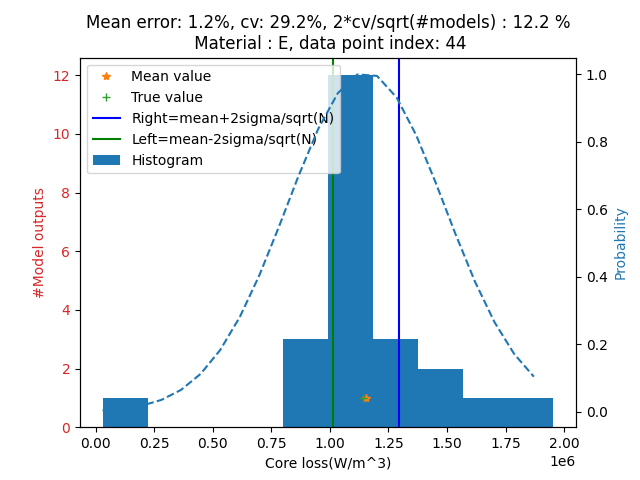 Mean error: 1.2%, cv: 29.2%, 2*cv/sqrt(#models) : 12.2 %
Material : E, data point index: 44
Mean value
True value
Right=mean+2sigma/sqrt(N)
Left=mean-2sigma/sqrt(N)
Histogram
#Model outputs
12
10
8
6
4
2
0
1.0
0.8
0.6
0.4
0.2
0.0
Probability
0.00 0.25 0.50 0.75 1.00 1.25 1.50 1.75 2.00
1e6
Core loss(W/m^3)